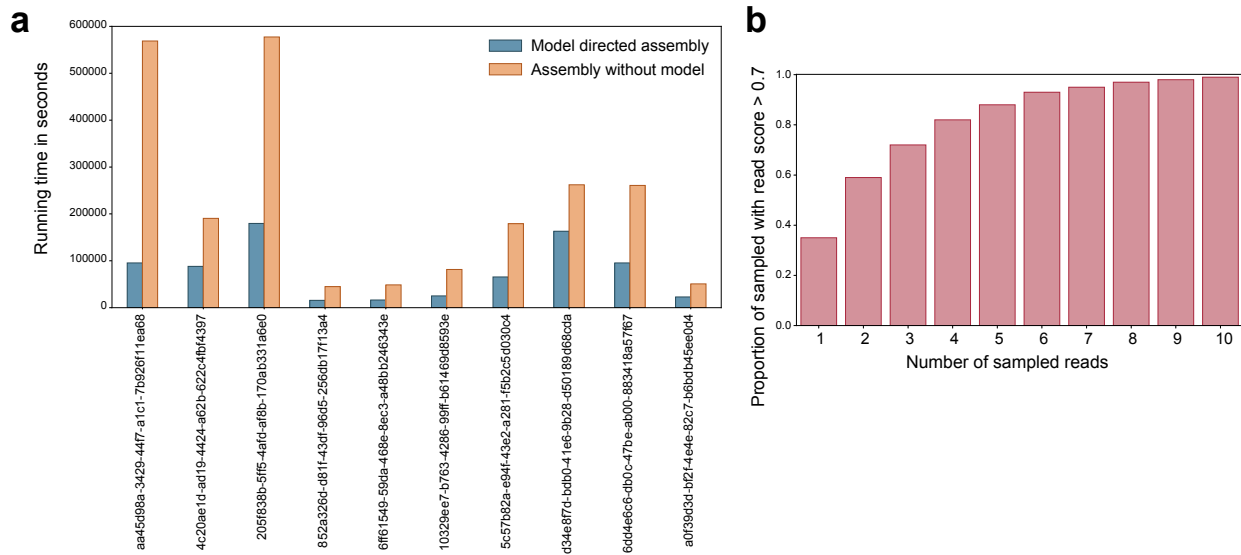 a
Running time in seconds
600000
500000
400000
300000
200000
100000
0
Model directed assembly
Assembly without model
aa45d98a-3429-44f7-a1c1-7b926f11ea68
4c20ae1d-ad19-4424-a62b-622c4fbf4397
205f638b-5ff5-4afd-af8b-170ab331a6e0
852a326d-d81f-43df-96d5-256db17f13a4
6ff61549-59da-468e-8ec3-a48bb246343e
10329ee7-b763-4286-99ff-b61469d8593e
5c57b82a-e94f-43e2-a281-f5b2c5d030c4
d34e8f7d-bdb0-41e6-9b28-d50189d68cda
6dd4e6c6-db0c-47be-ab00-883418a57f67
a0f39d3d-bf2f-4e4e-82c7-b6bdb45ee0d4
b
Proportion of sampled with read score > 0.7
1.0
0.8
0.6
0.4
0.2
0.0
1 2 3 4 5 6 7 8 9 10
Number of sampled reads